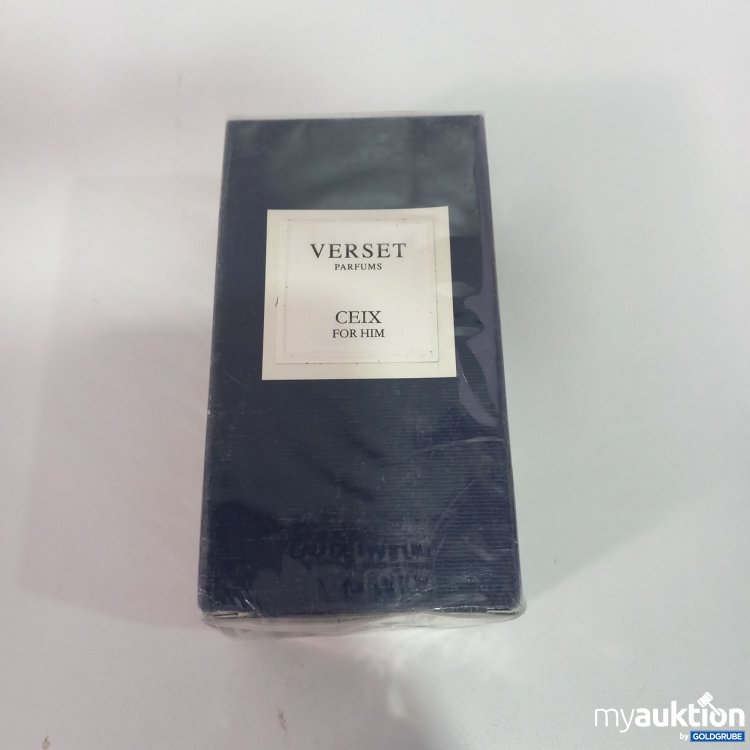 VERSET
PARFUMS
CEIX
FOR HIM
myauktion
by GOLDGRUBE